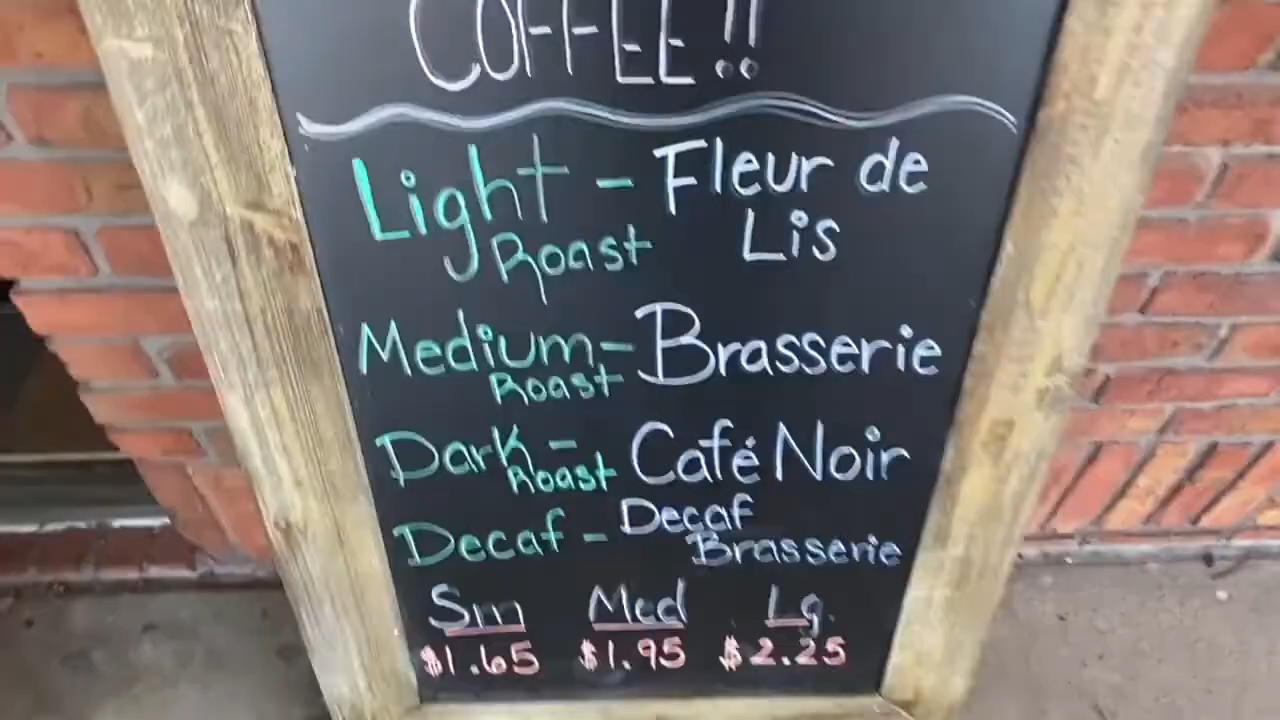 COFFEE!!
Light - Fleur de
Roast Lis
Medium - Brasserie
Roast
Dark - Café Noir
Roast
Decaf - Decaf
Brasserie
Sm Med Lg.
$1.65 $1.95 $2.25